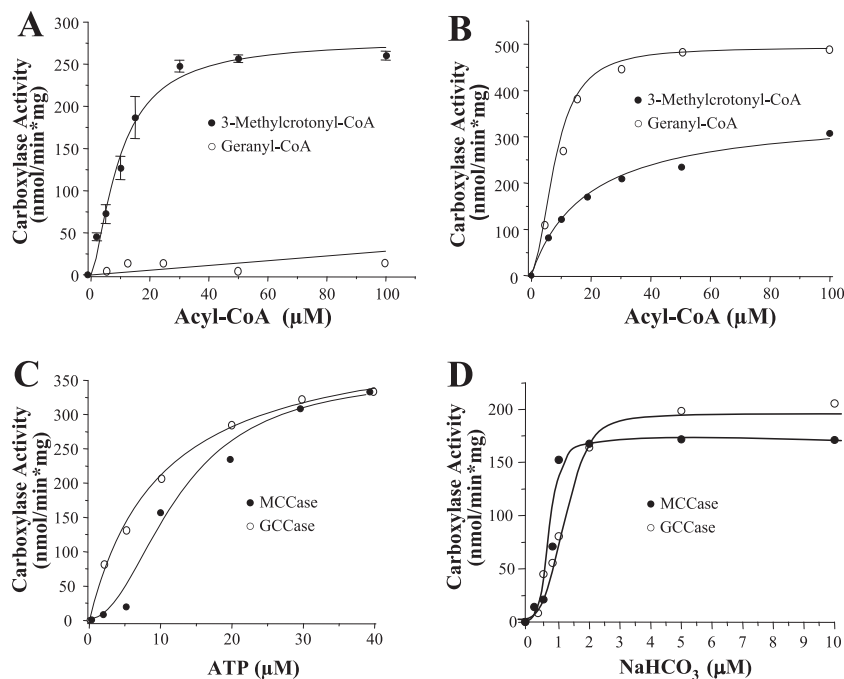 A
300
250
200
150
100
50
0
Carboxylase Activity
(nmol/min*mg)
3-Methylcrotonyl-CoA
Geranyl-CoA
0 20 40 60 80 100
Acyl-CoA (µM)
B
500
400
300
200
100
0
Carboxylase Activity
(nmol/min*mg)
3-Methylcrotonyl-CoA
Geranyl-CoA
0 20 40 60 80 100
Acyl-CoA (µM)
C
350
300
250
200
150
100
50
0
Carboxylase Activity
(nmol/min*mg)
MCCase
GCCase
0 10 20 30 40
ATP (µM)
D
200
150
100
50
0
Carboxylase Activity
(nmol/min*mg)
MCCase
GCCase
0 1 2 3 4 5 6 7 8 9 10
NaHCO₃ (µM)